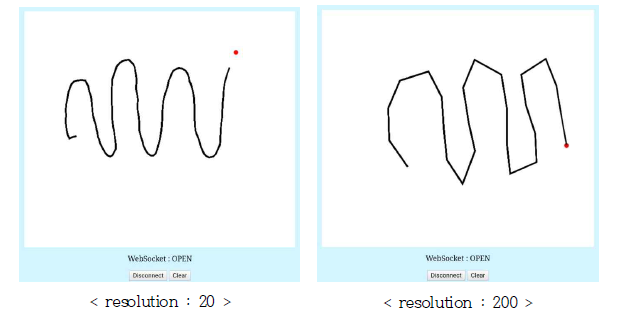 WebSocket : OPEN
Disconnect Clear
< resolution : 20 >
WebSocket : OPEN
Disconnect Clear
< resolution : 200 >